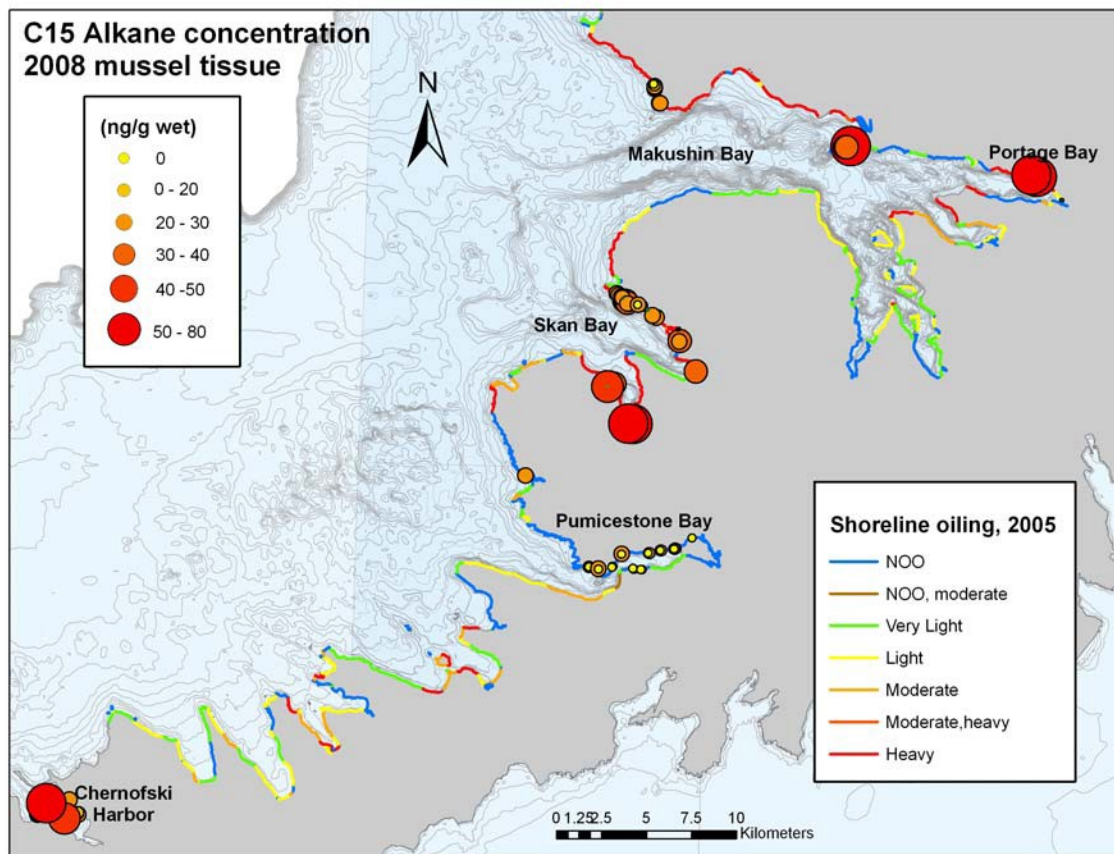 C15 Alkane concentration
2008 mussel tissue
(ng/g wet)
0
0 - 20
20 - 30
30 - 40
40 -50
50 - 80
N
Makushin Bay
Portage Bay
Skan Bay
Pumicestone Bay
Shoreline oiling, 2005
NOO
NOO, moderate
Very Light
Light
Moderate
Moderate,heavy
Heavy
Chernofski
Harbor
0 1.25 2.5 5 7.5 10
Kilometers